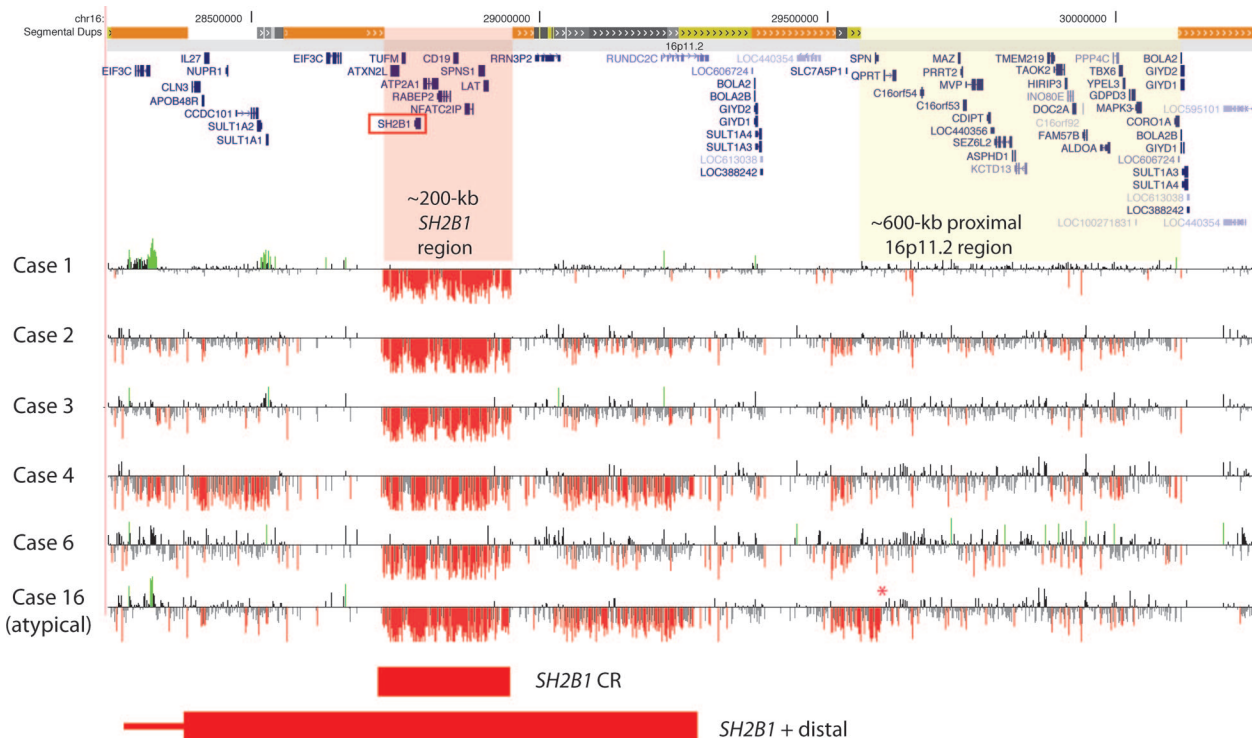 chr16: 28500000 29000000 29500000 30000000
Segmental Dups
16p11.2
IL27 EIF3C TUFM CD19 RRN3P2 RUNDC2C LOC440354 SPN MAZ TMEM219 PPP4C BOLA2
EIF3C NUPR1 ATXN2L SPNS1 LOC606724 SLC7A5P1 QPRT PRRT2 TAOK2 TBX6 GIYD2
CLN3 ATP2A1 LAT BOLA2 C16orf54 MVP HIRIP3 YPEL3 GIYD1
APOB48R RABEP2 BOLA2B INO80E GDPD3
CCDC101 NFATC2IP GIYD2 C16orf53 DOC2A MAPK3 LOC595101
SULT1A2 SH2B1 GIYD1 CDIPT C16orf92 CORO1A
SULT1A1 SULT1A4 LOC440356 FAM57B BOLA2B
SULT1A3 SEZ6L2 ALDOA GIYD1
LOC613038 ASPHD1 LOC606724
LOC388242 KCTD13 SULT1A3
SULT1A4
LOC613038
LOC388242
LOC100271831 LOC440354
~200-kb
SH2B1
region
~600-kb proximal
16p11.2 region
Case 1
Case 2
Case 3
Case 4
Case 6
Case 16 *
(atypical)
SH2B1 CR
SH2B1 + distal